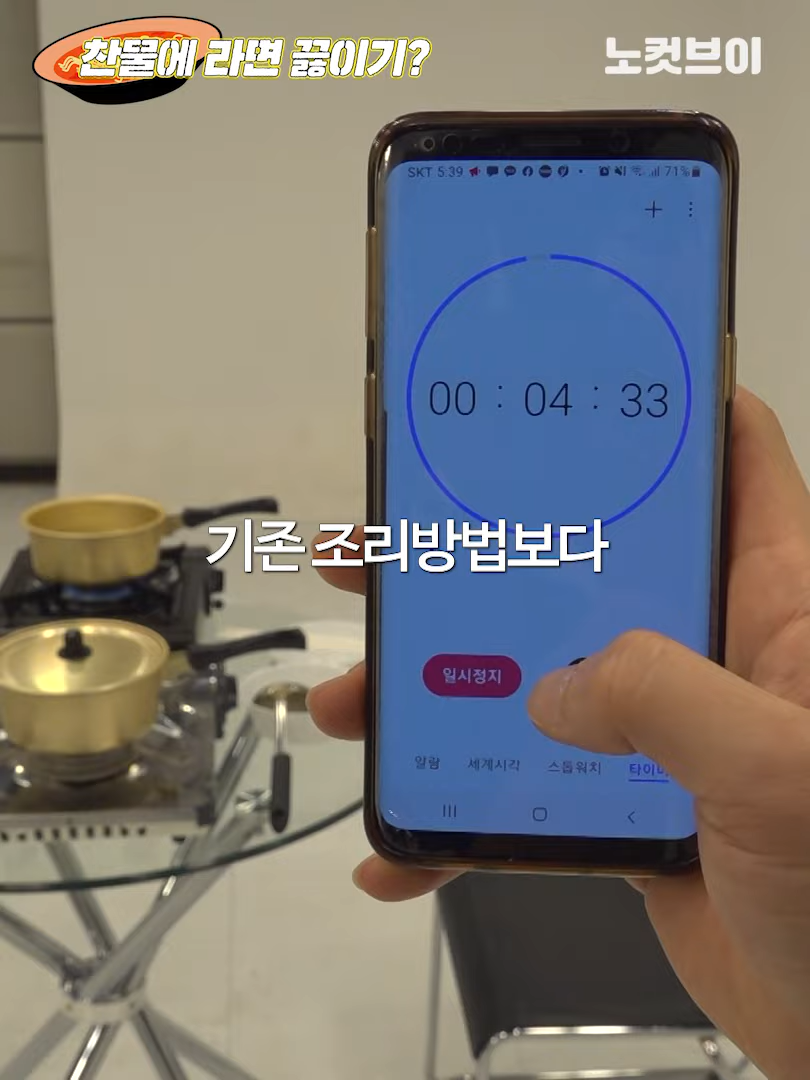 찬물에 라면 끓이기?
노컷브이
SKT 5:39
71%
00 : 04 : 33
기존 조리방법보다
일시정지
알람
세계시각
스톱워치